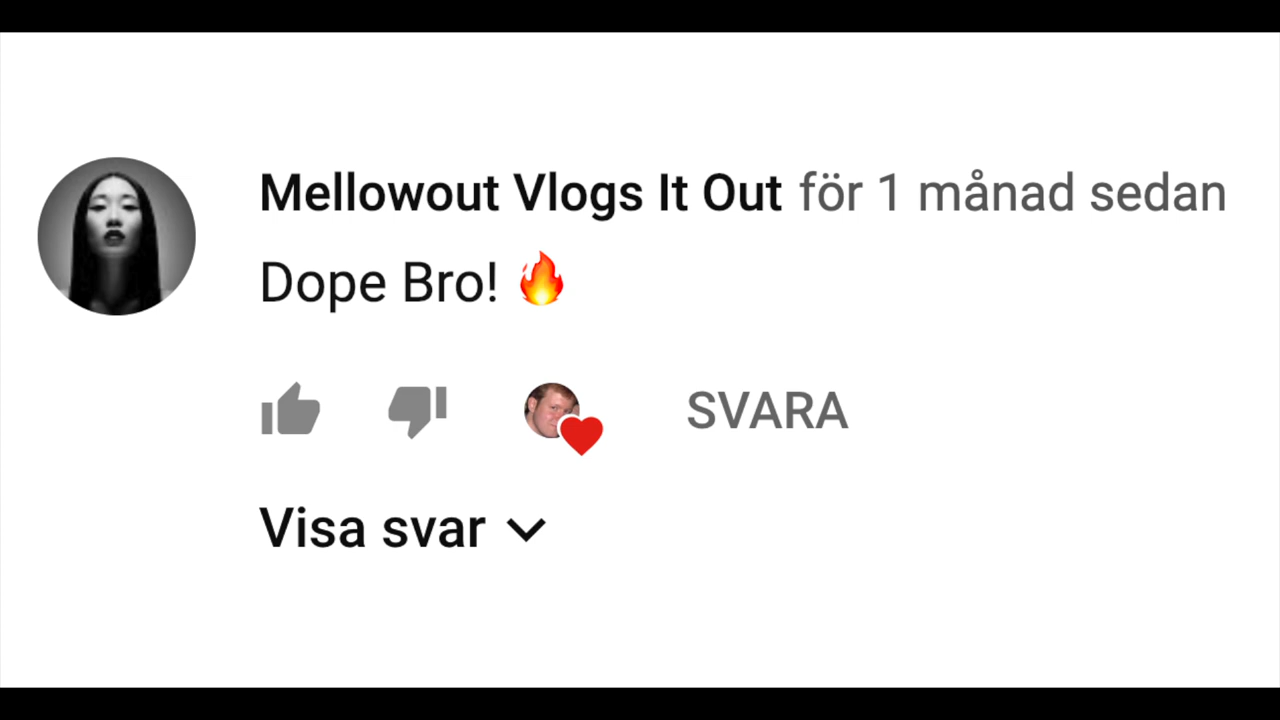 Mellowout Vlogs It Out för 1 månad sedan
Dope Bro! 🔥
SVARA
Visa svar